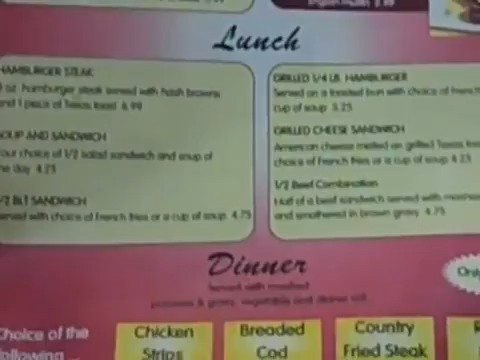 Lunch
HAMBURGER STEAK
oz. hamburger steak served with hash browns
and 1 piece of Texas toast 6.99
SOUP AND SANDWICH
our choice of 1/2 salad sandwich and soup of
he day 4.25
/2 BLT SANDWICH
served with choice of french fries or a cup of soup 4.75
GRILLED 1/4 LB. HAMBURGER
Served on a toasted bun with choice of french
cup of soup 5.25
GRILLED CHEESE SANDWICH
American cheese melted on grilled Texas toa
choice of french fries or a cup of soup 4.25
1/2 Beef Combination
Half of a beef sandwich served with mashed
and smothered in brown gravy 4.75
Dinner
Served with mashed
potatoes & gravy, vegetable and dinner roll
Only
Choice of the
following
Chicken
Strips
Breaded
Cod
Country
Fried Steak